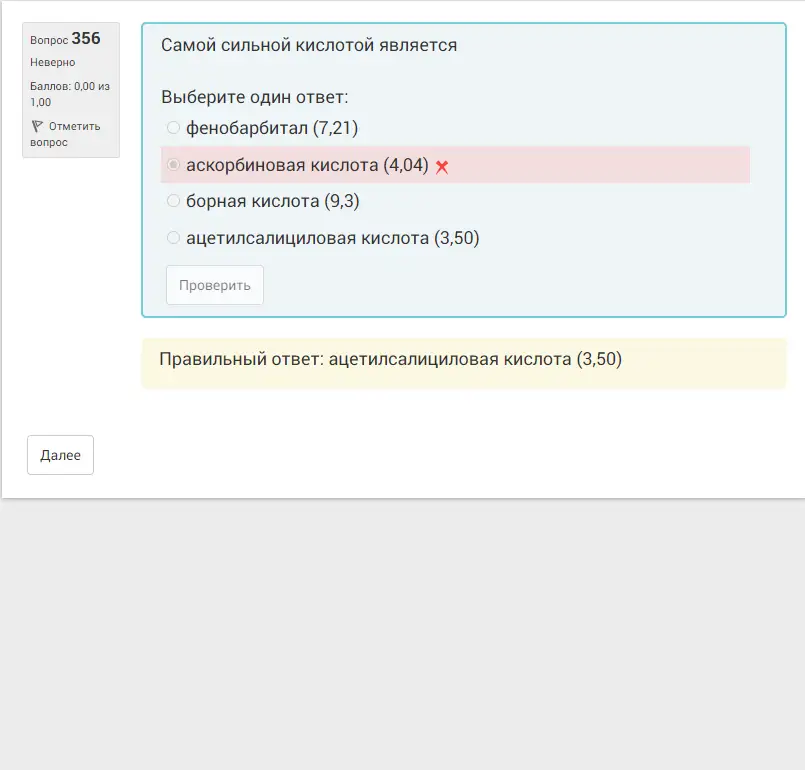 Вопрос 356
Неверно
Баллов: 0,00 из
1,00
Отметить
вопрос
Самой сильной кислотой является
Выберите один ответ:
фенобарбитал (7,21)
аскорбиновая кислота (4,04)
борная кислота (9,3)
ацетилсалициловая кислота (3,50)
Проверить
Правильный ответ: ацетилсалициловая кислота (3,50)
Далее